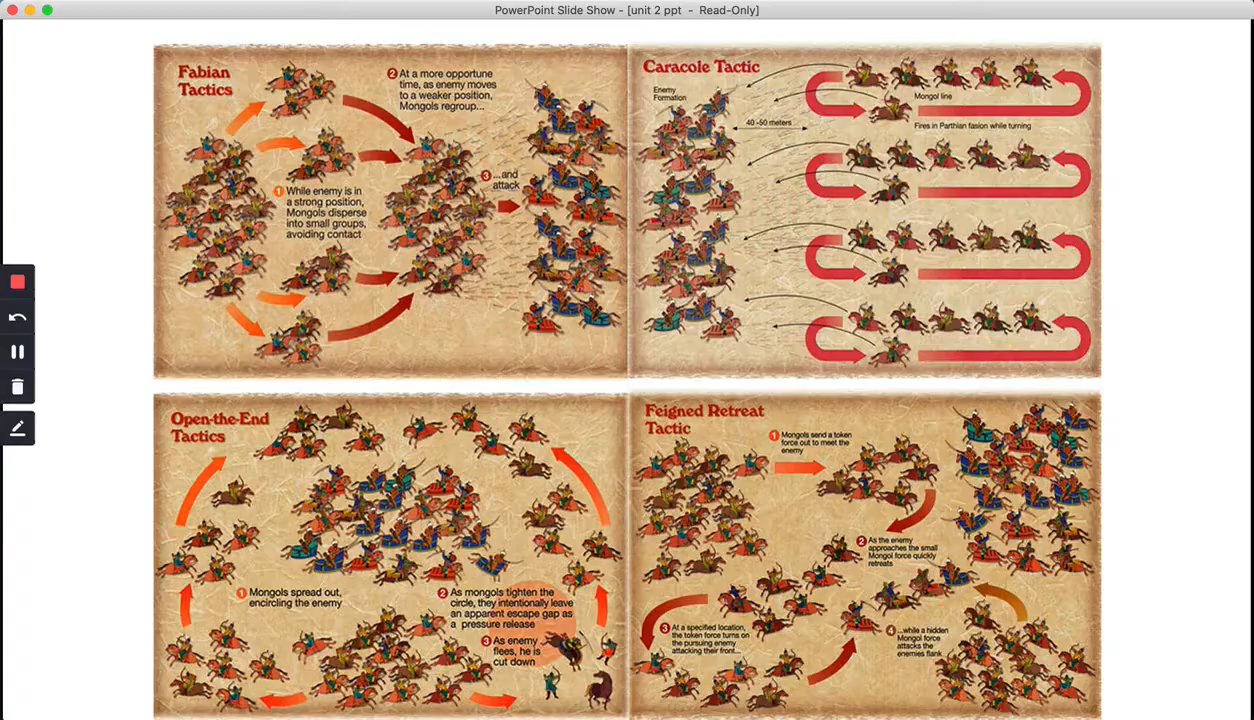 PowerPoint Slide Show - [unit 2 ppt - Read-Only]
Fabian
Tactics
2 At a more opportune
time, as enemy moves
to a weaker position,
Mongols regroup...
3 ...and
attack
1 While enemy is in
a strong position,
Mongols disperse
into small groups,
avoiding contact
Caracole Tactic
Enemy
Formation
40 -50 meters
Mongol line
Fires in Parthian fasion while turning
Open-the-End
Tactics
1 Mongols spread out,
encircling the enemy
2 As mongols tighten the
circle, they intentionally leave
an apparent escape gap as
a pressure release
3 As enemy
flees, he is
cut down
Feigned Retreat
Tactic
1 Mongols send a token
force out to meet the
enemy
2 As the enemy
approaches the small
Mongol force quickly
retreats
3 At a specified location,
the token force turns on
the pursuing enemy
attacking their front...
4 ...while a hidden
Mongol force
attacks the
enemies flank